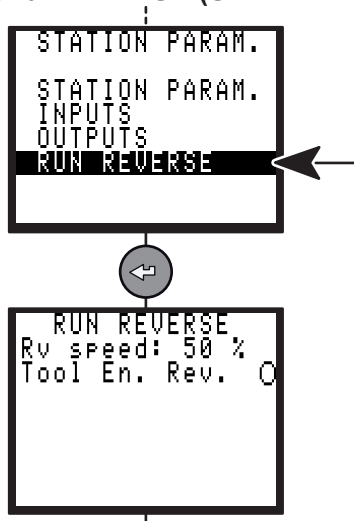 STATION PARAM.
STATION PARAM.
INPUTS
OUTPUTS
RUN REVERSE
RUN REVERSE
Rv speed: 50 %
Tool En. Rev. O